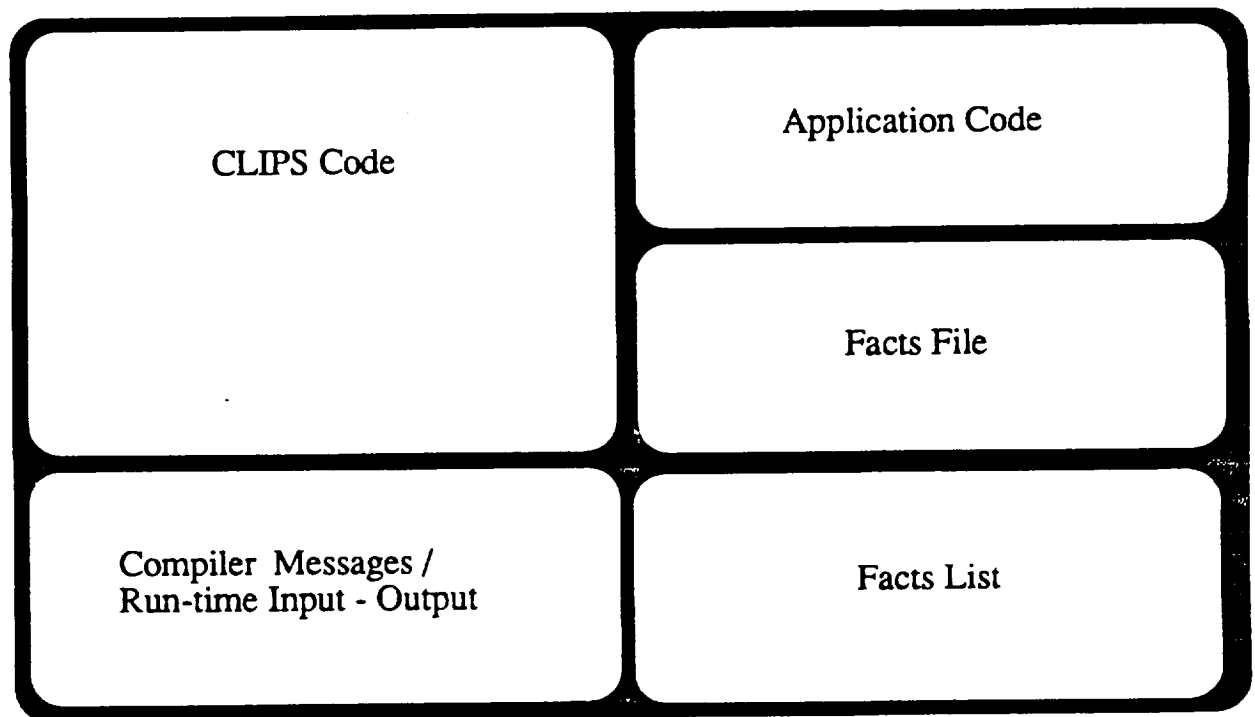 CLIPS Code
Application Code
Facts File
Compiler Messages /
Run-time Input - Output
Facts List